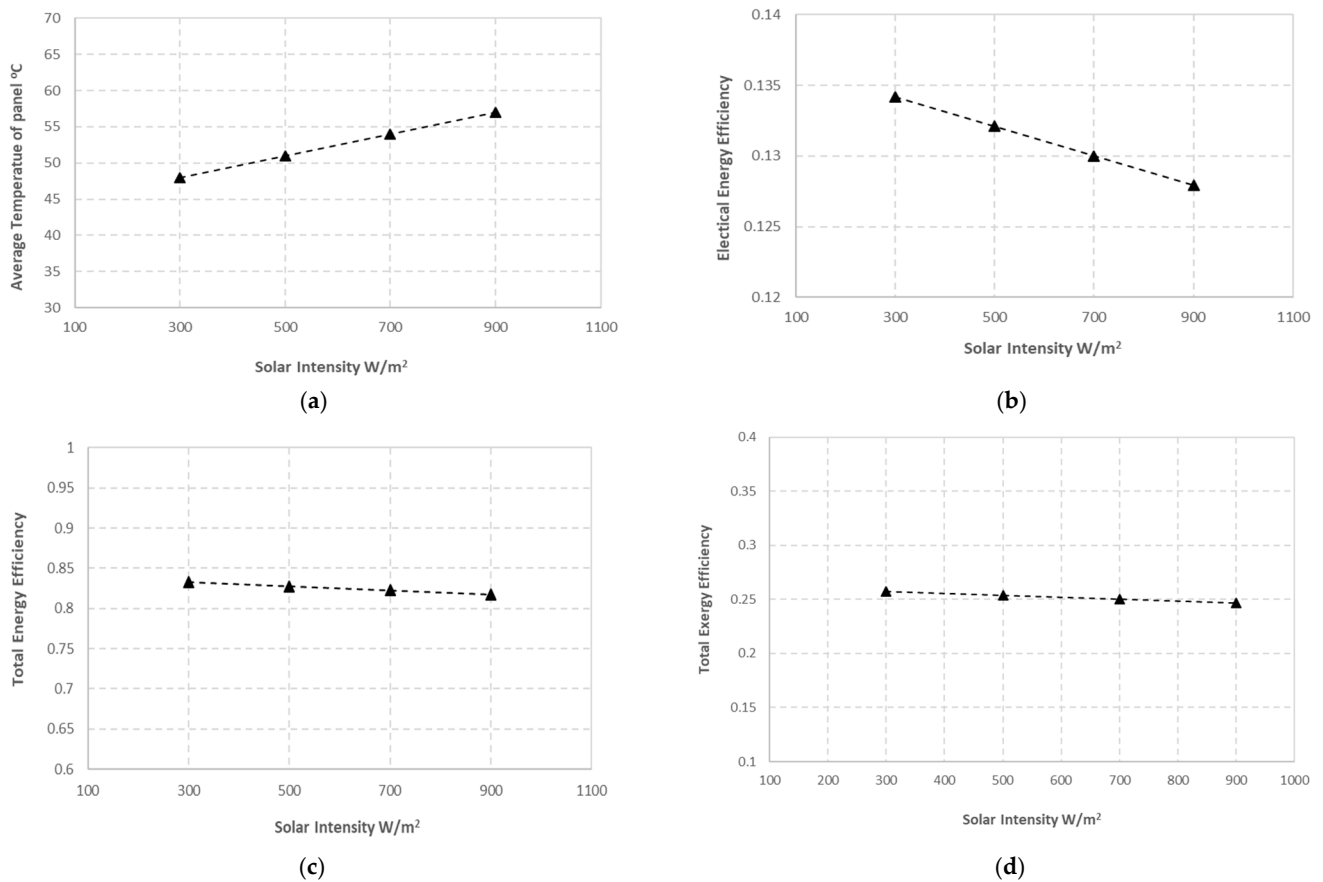 70
65
60
55
50
45
40
35
30
Average Temperatue of panel ºC
100 300 500 700 900 1100
Solar Intensity W/m²
(a)
0.14
0.135
0.13
0.125
0.12
Electical Energy Efficiency
100 300 500 700 900 1100
Solar Intensity W/m²
(b)
1
0.95
0.9
0.85
0.8
0.75
0.7
0.65
0.6
Total Energy Efficiency
100 300 500 700 900 1100
Solar Intensity W/m²
(c)
0.4
0.35
0.3
0.25
0.2
0.15
0.1
Total Exergy Efficiency
100 200 300 400 500 600 700 800 900 1000
Solar Intensity W/m²
(d)